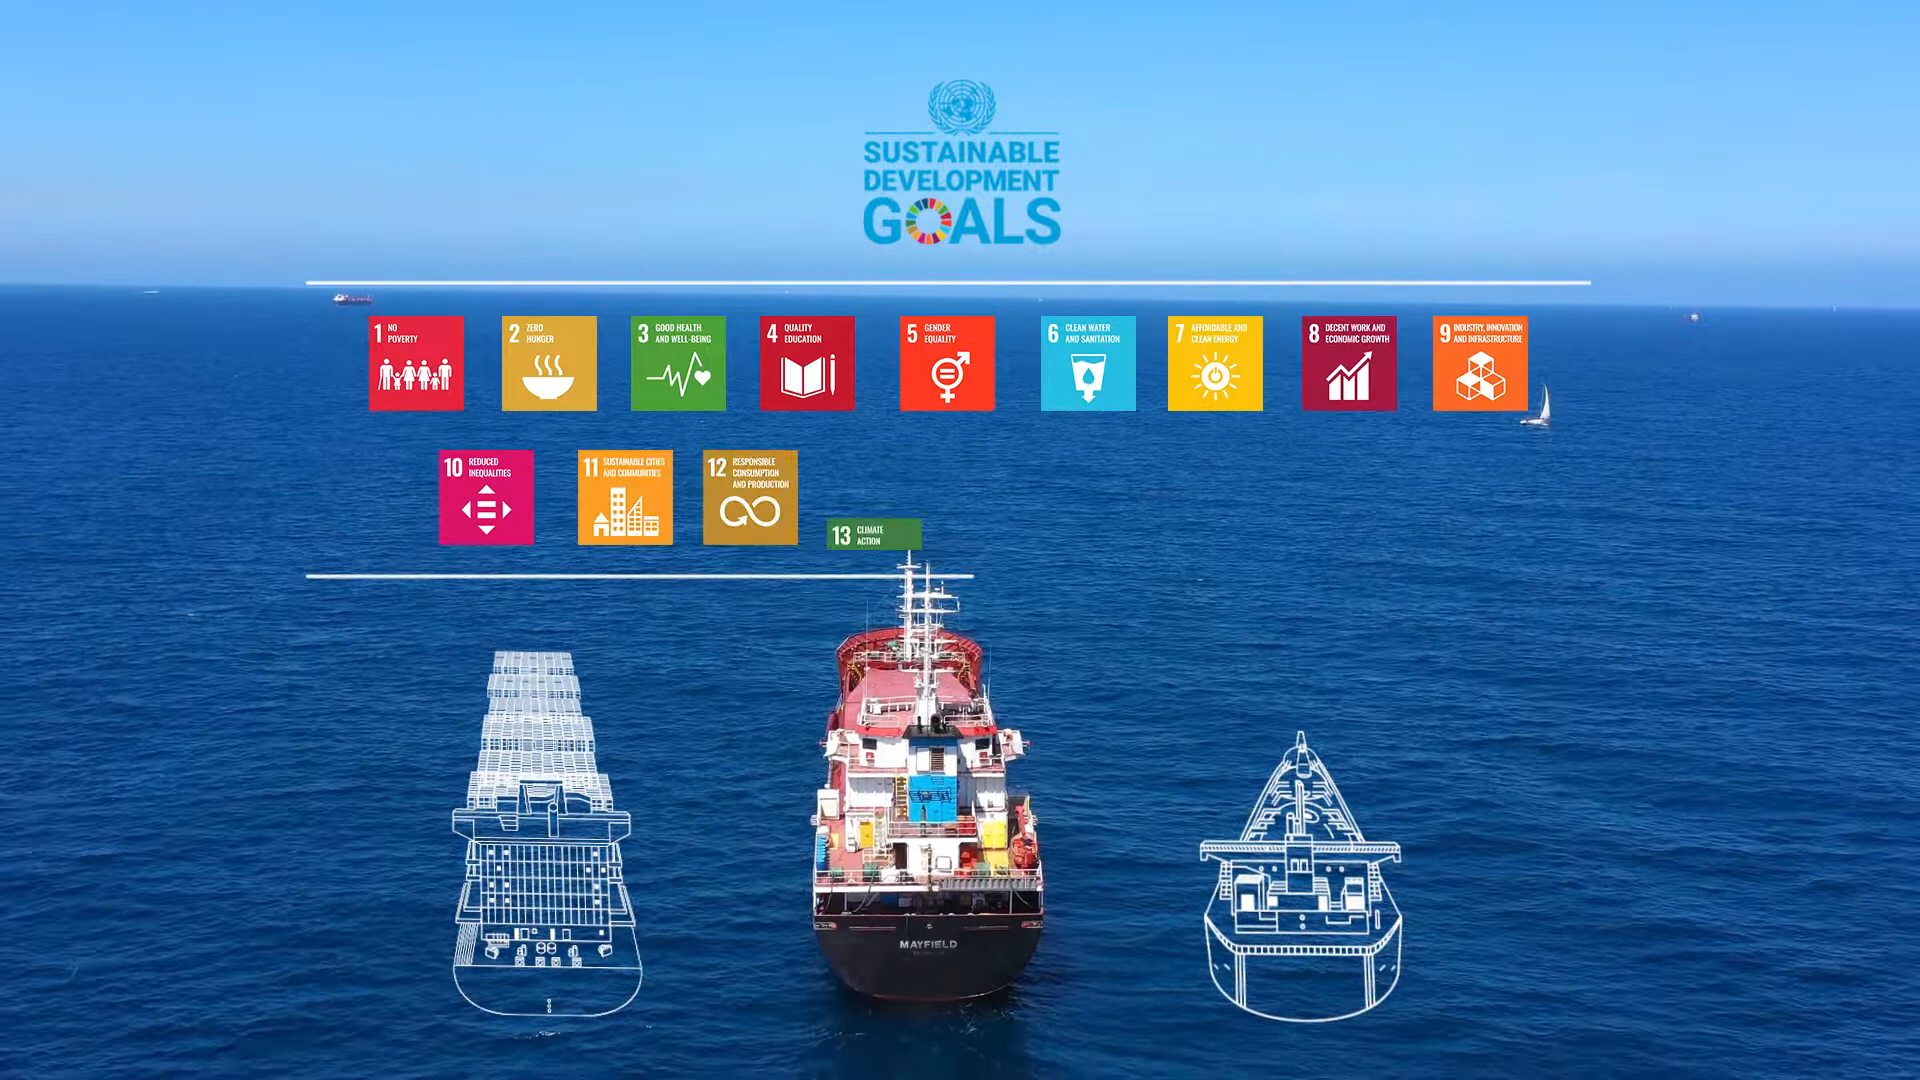 SUSTAINABLE
DEVELOPMENT
GOALS
1 NO
POVERTY
2 ZERO
HUNGER
3 GOOD HEALTH
AND WELL-BEING
4 QUALITY
EDUCATION
5 GENDER
EQUALITY
6 CLEAN WATER
AND SANITATION
7 AFFORDABLE AND
CLEAN ENERGY
8 DECENT WORK AND
ECONOMIC GROWTH
9 INDUSTRY, INNOVATION
AND INFRASTRUCTURE
10 REDUCED
INEQUALITIES
11 SUSTAINABLE CITIES
AND COMMUNITIES
12 RESPONSIBLE
CONSUMPTION
AND PRODUCTION
13 CLIMATE
ACTION
MAYFIELD